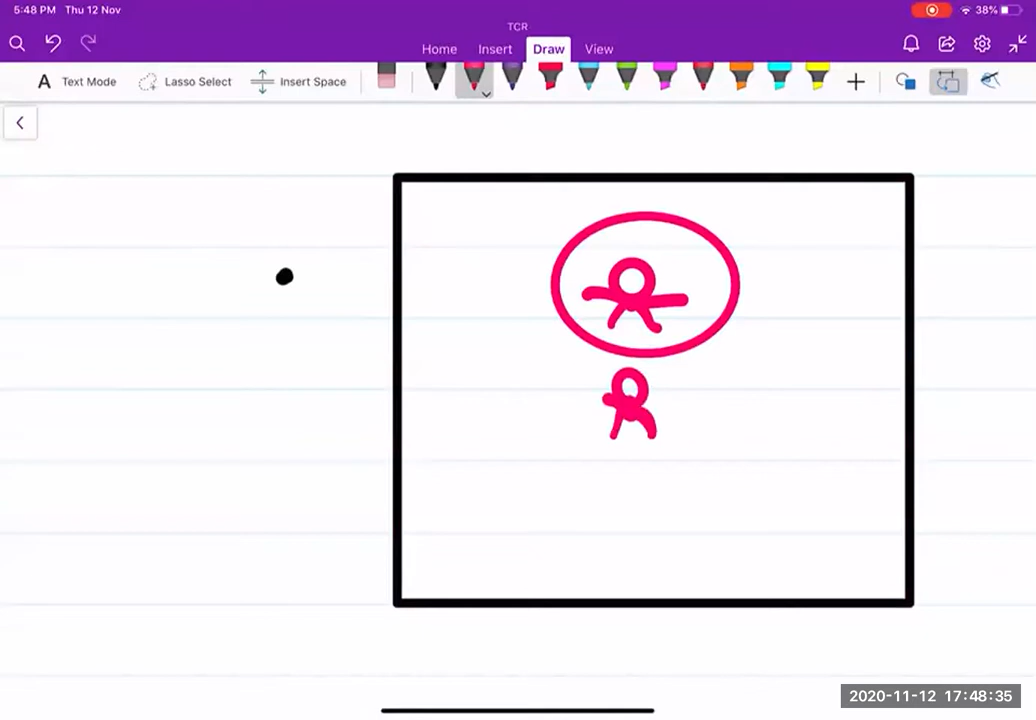 5:48 PM Thu 12 Nov
38%
TCR
Home Insert Draw View
A Text Mode Lasso Select Insert Space
2020-11-12 17:48:35